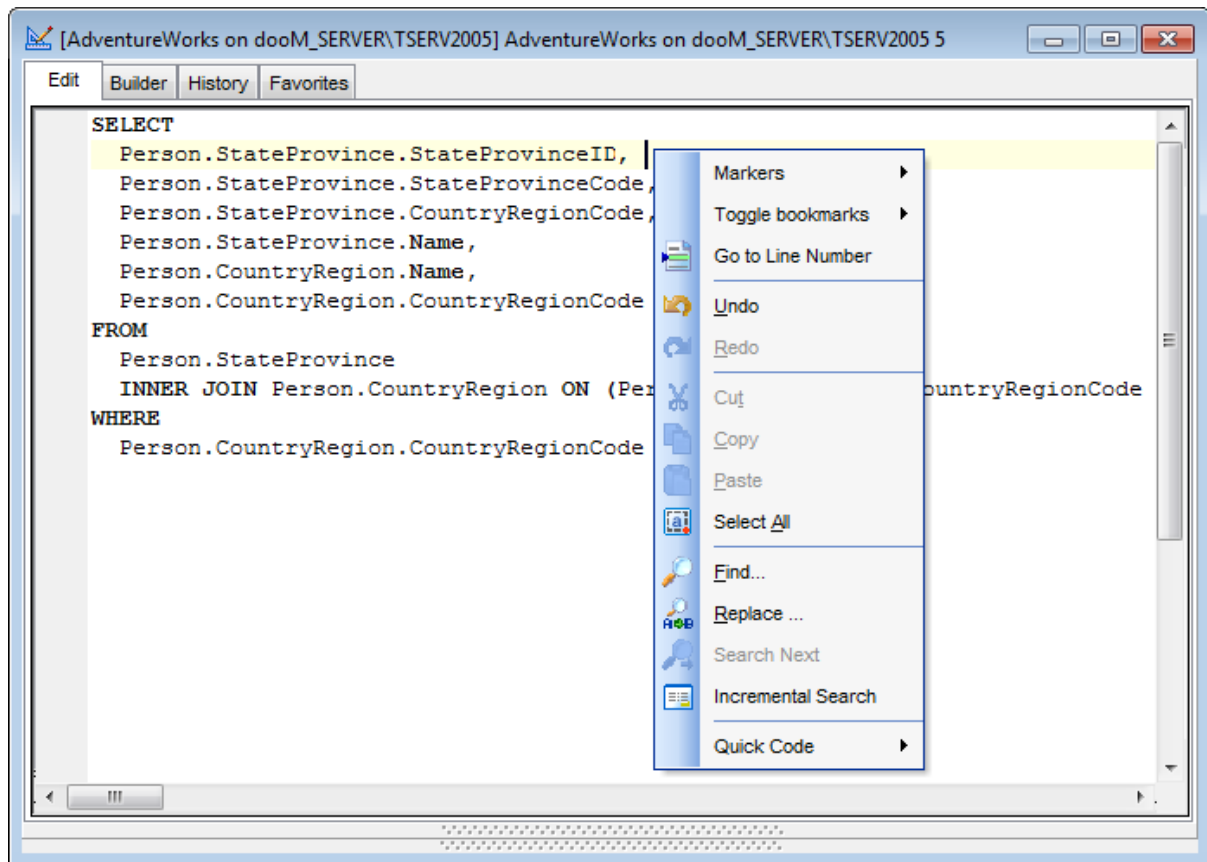 [AdventureWorks on dooM_SERVER\TSERV2005] AdventureWorks on dooM_SERVER\TSERV2005 5
Edit Builder History Favorites
SELECT
Person.StateProvince.StateProvinceID,
Person.StateProvince.StateProvinceCode,
Person.StateProvince.CountryRegionCode,
Person.StateProvince.Name,
Person.CountryRegion.Name,
Person.CountryRegion.CountryRegionCode
FROM
Person.StateProvince
INNER JOIN Person.CountryRegion ON (Per ountryRegionCode
WHERE
Person.CountryRegion.CountryRegionCode
Markers
Toggle bookmarks
Go to Line Number
Undo
Redo
Cut
Copy
Paste
Select All
Find...
Replace ...
Search Next
Incremental Search
Quick Code